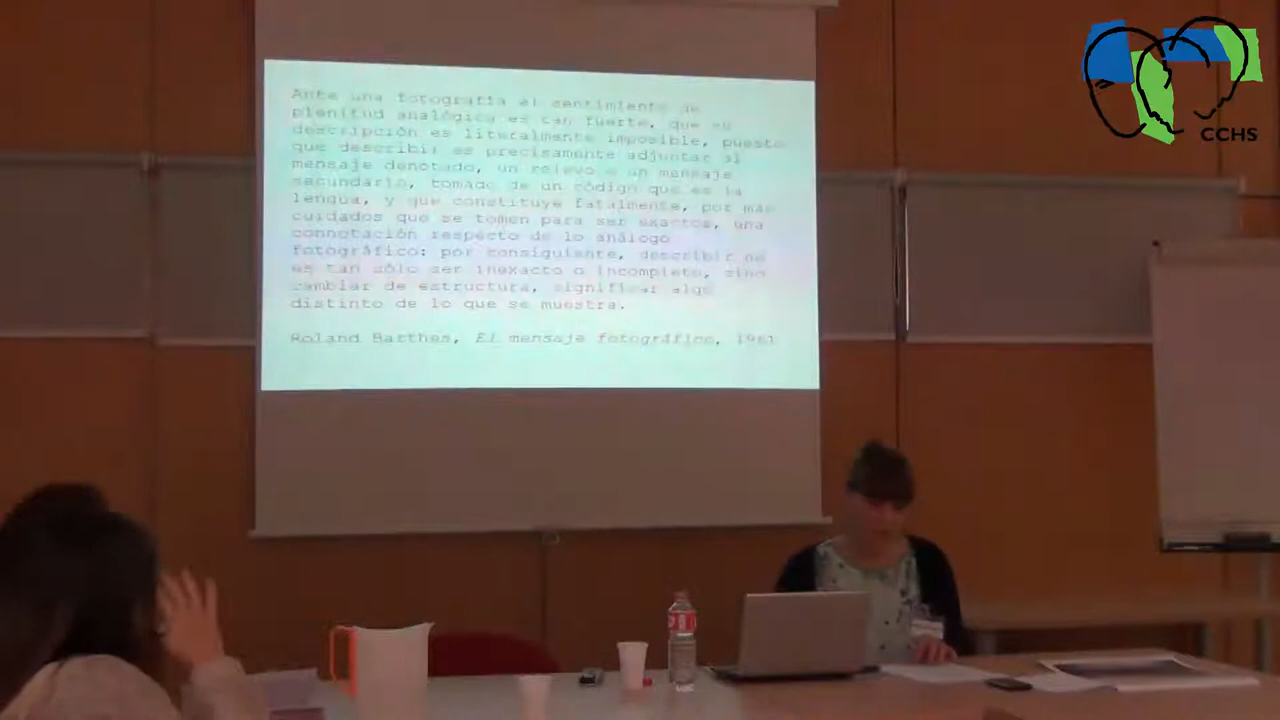 Ante una fotografía el sentimiento de
plenitud analógica es tan fuerte, que su
descripción es literalmente imposible, puesto
que describir es precisamente adjuntar al
mensaje denotado, un relevo o un mensaje
secundario, tomado de un código que es la
lengua, y que constituye fatalmente, por más
cuidados que se tomen para ser exactos, una
connotación respecto de lo análogo
fotográfico: por consiguiente, describir no
es tan sólo ser inexacto o incompleto, sino
cambiar de estructura, significar algo
distinto de lo que se muestra.
Roland Barthes, El mensaje fotográfico, 1961
CCHS